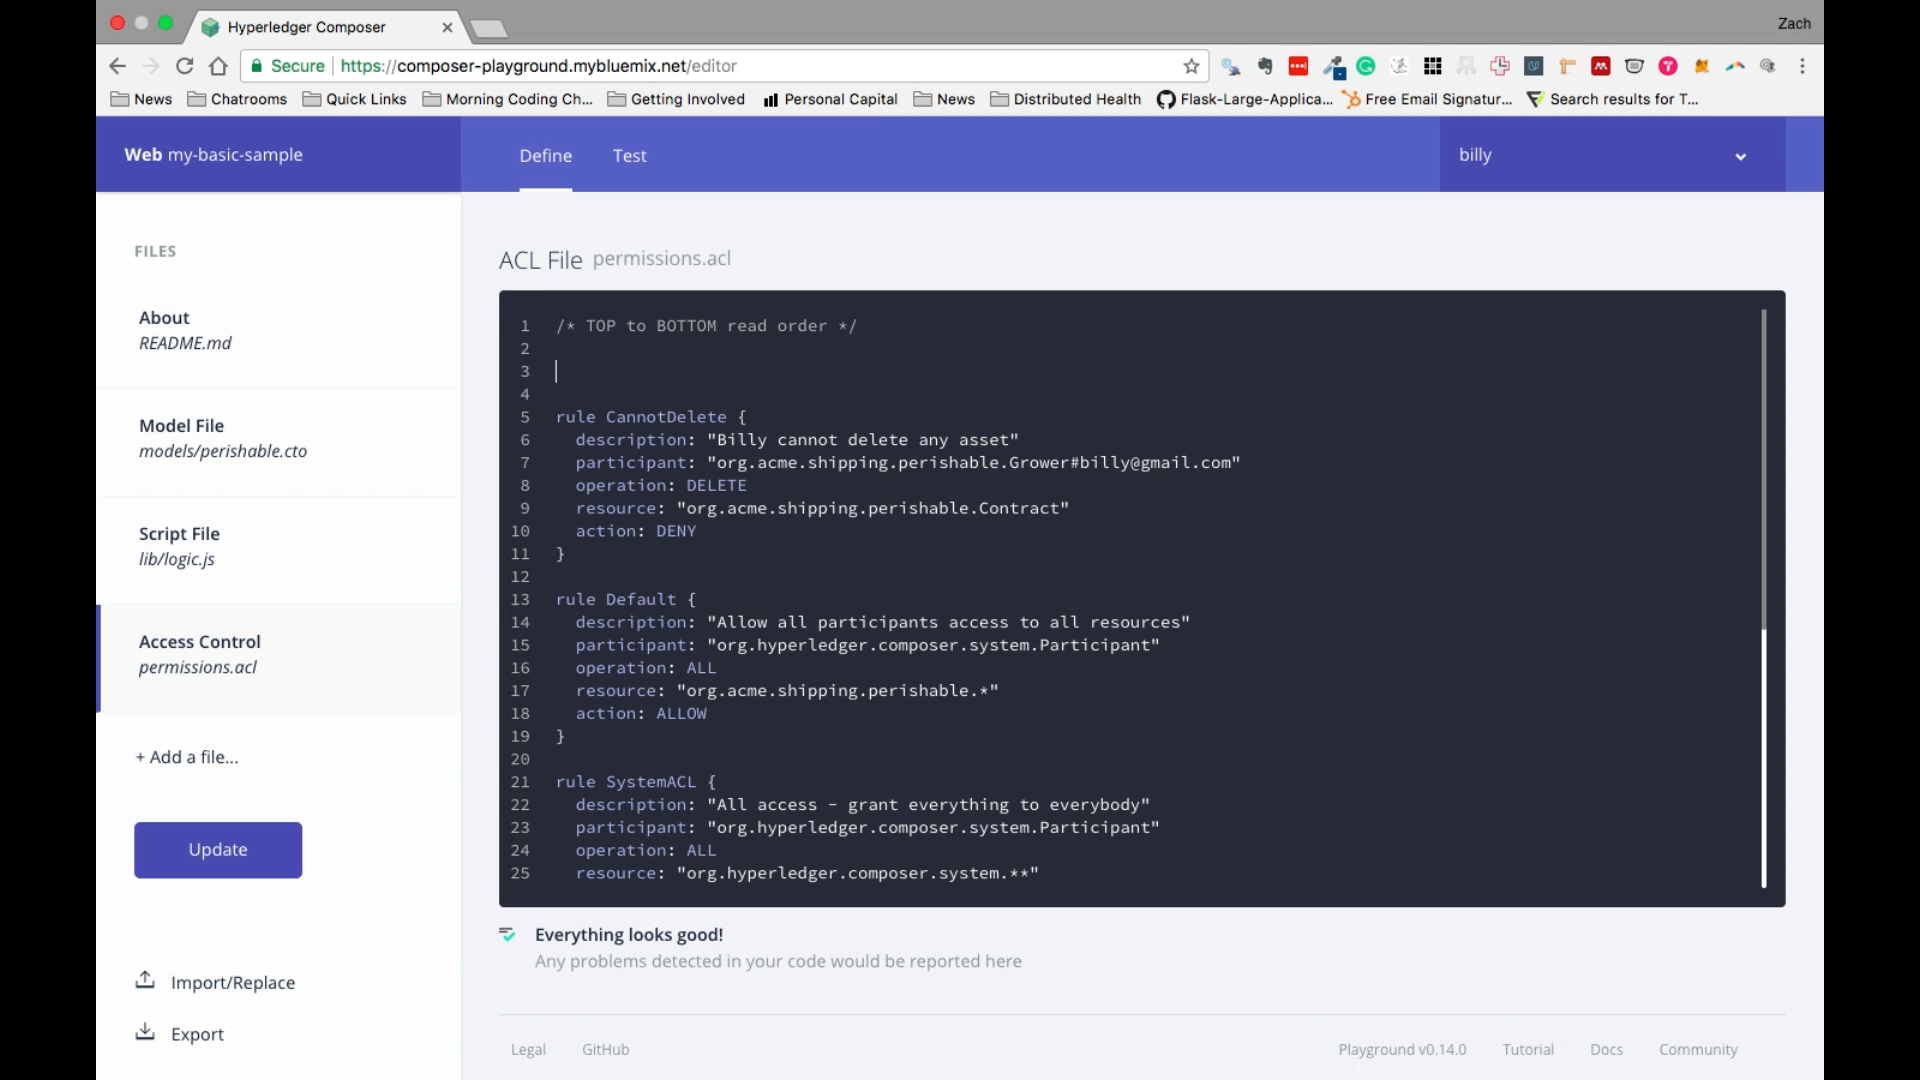 Hyperledger Composer
Zach
Secure https://composer-playground.mybluemix.net/editor
News Chatrooms Quick Links Morning Coding Ch... Getting Involved Personal Capital News Distributed Health Flask-Large-Applica... Free Email Signatur... Search results for T...
Web my-basic-sample
Define Test
billy
FILES
About
README.md
Model File
models/perishable.cto
Script File
lib/logic.js
Access Control
permissions.acl
+ Add a file...
Update
Import/Replace
Export
ACL File permissions.acl
1 /* TOP to BOTTOM read order */
2
3
4
5 rule CannotDelete {
6 description: "Billy cannot delete any asset"
7 participant: "org.acme.shipping.perishable.Grower#billy@gmail.com"
8 operation: DELETE
9 resource: "org.acme.shipping.perishable.Contract"
10 action: DENY
11 }
12
13 rule Default {
14 description: "Allow all participants access to all resources"
15 participant: "org.hyperledger.composer.system.Participant"
16 operation: ALL
17 resource: "org.acme.shipping.perishable.*"
18 action: ALLOW
19 }
20
21 rule SystemACL {
22 description: "All access - grant everything to everybody"
23 participant: "org.hyperledger.composer.system.Participant"
24 operation: ALL
25 resource: "org.hyperledger.composer.system.**"
Everything looks good!
Any problems detected in your code would be reported here
Legal GitHub Playground v0.14.0 Tutorial Docs Community